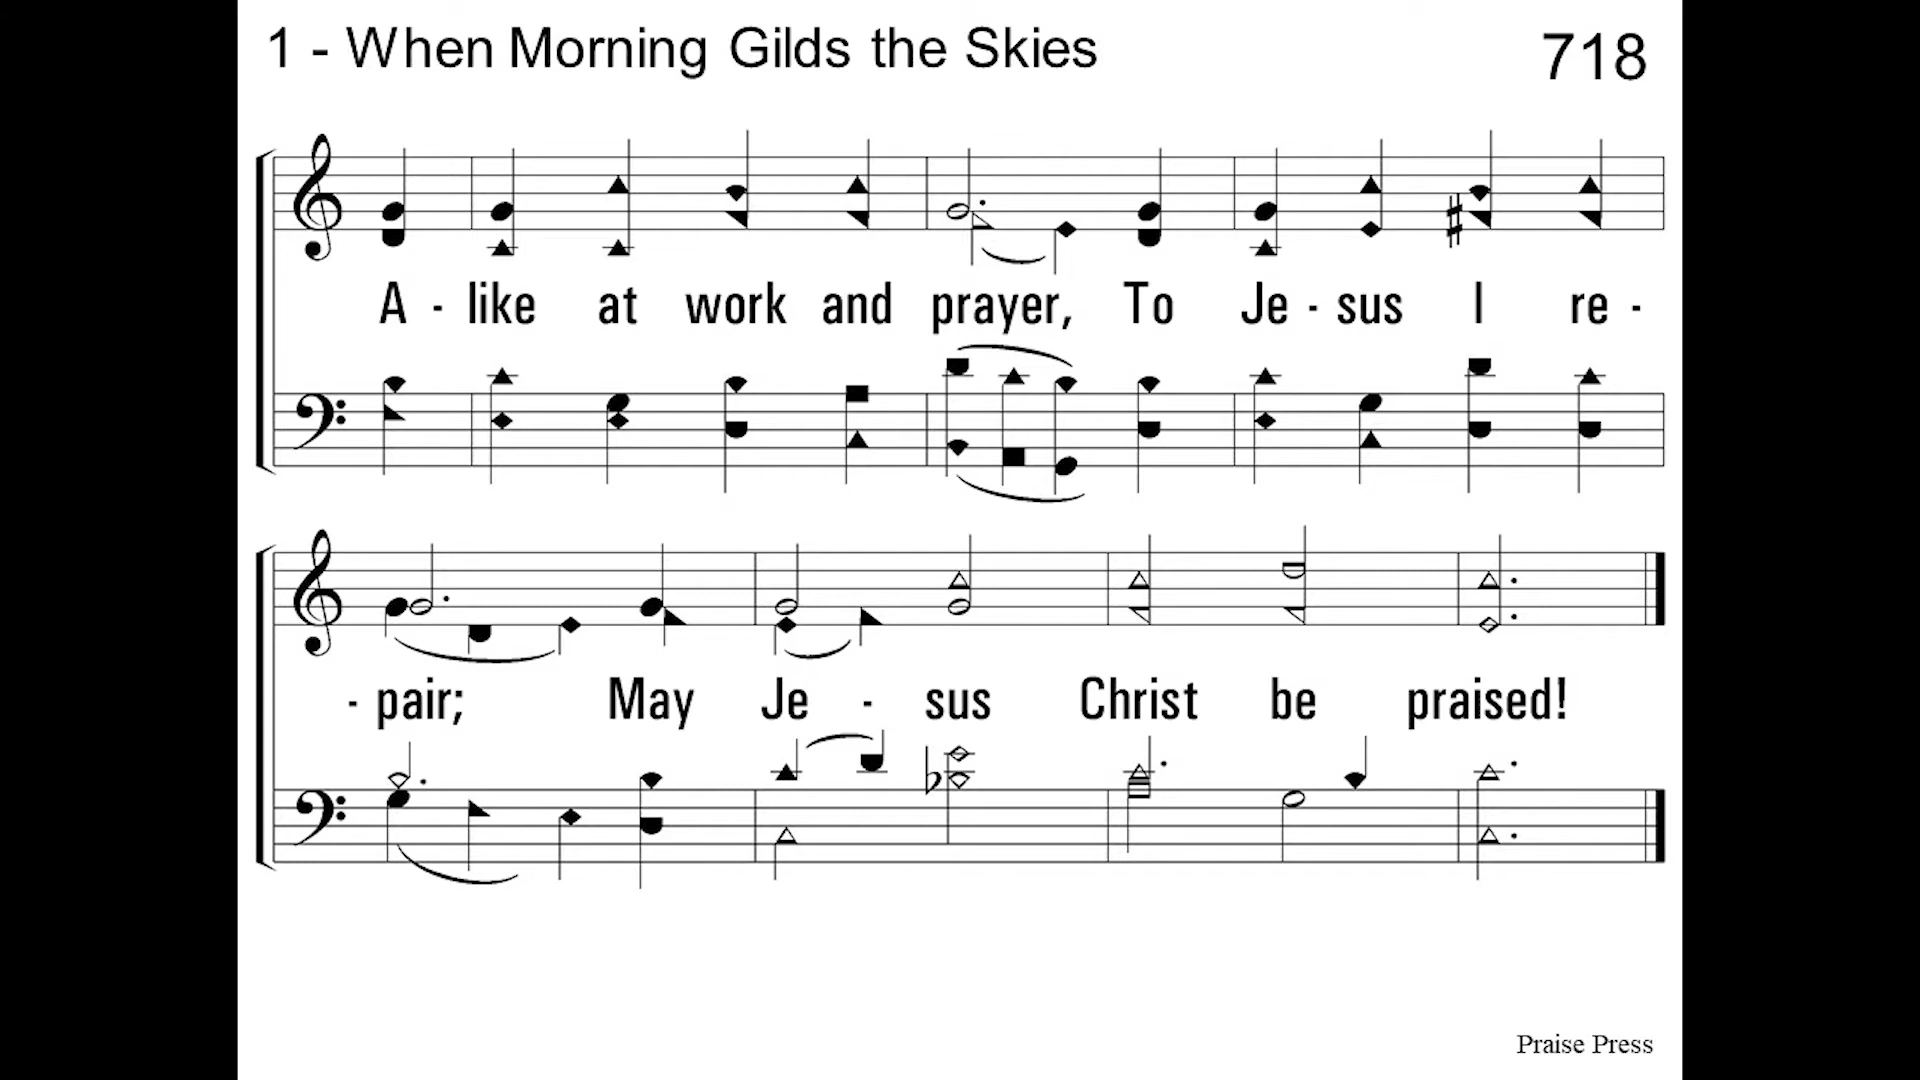 1 - When Morning Gilds the Skies 718
A - like at work and prayer, To Je - sus I re -
- pair; May Je - sus Christ be praised!
Praise Press